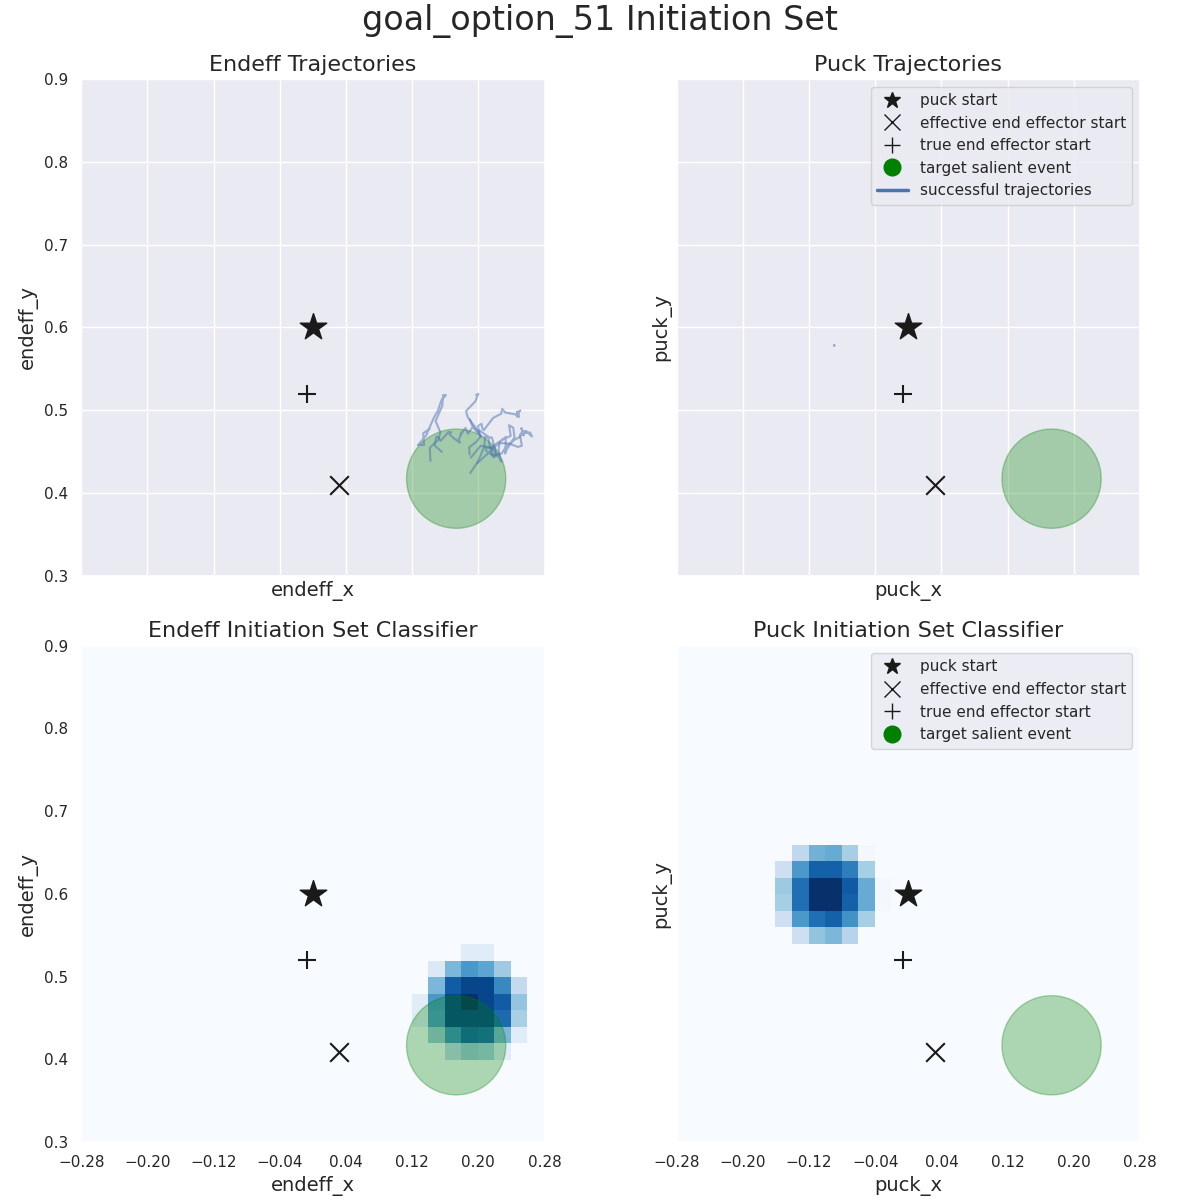 goal_option_51 Initiation Set
Endeff Trajectories
0.9
0.8
0.7
0.6
0.5
0.4
0.3
endeff_y
endeff_x
Puck Trajectories
puck start
effective end effector start
true end effector start
target salient event
successful trajectories
puck_y
puck_x
Endeff Initiation Set Classifier
0.9
0.8
0.7
0.6
0.5
0.4
0.3
endeff_y
−0.28 −0.20 −0.12 −0.04 0.04 0.12 0.20 0.28
endeff_x
Puck Initiation Set Classifier
puck start
effective end effector start
true end effector start
target salient event
puck_y
−0.28 −0.20 −0.12 −0.04 0.04 0.12 0.20 0.28
puck_x